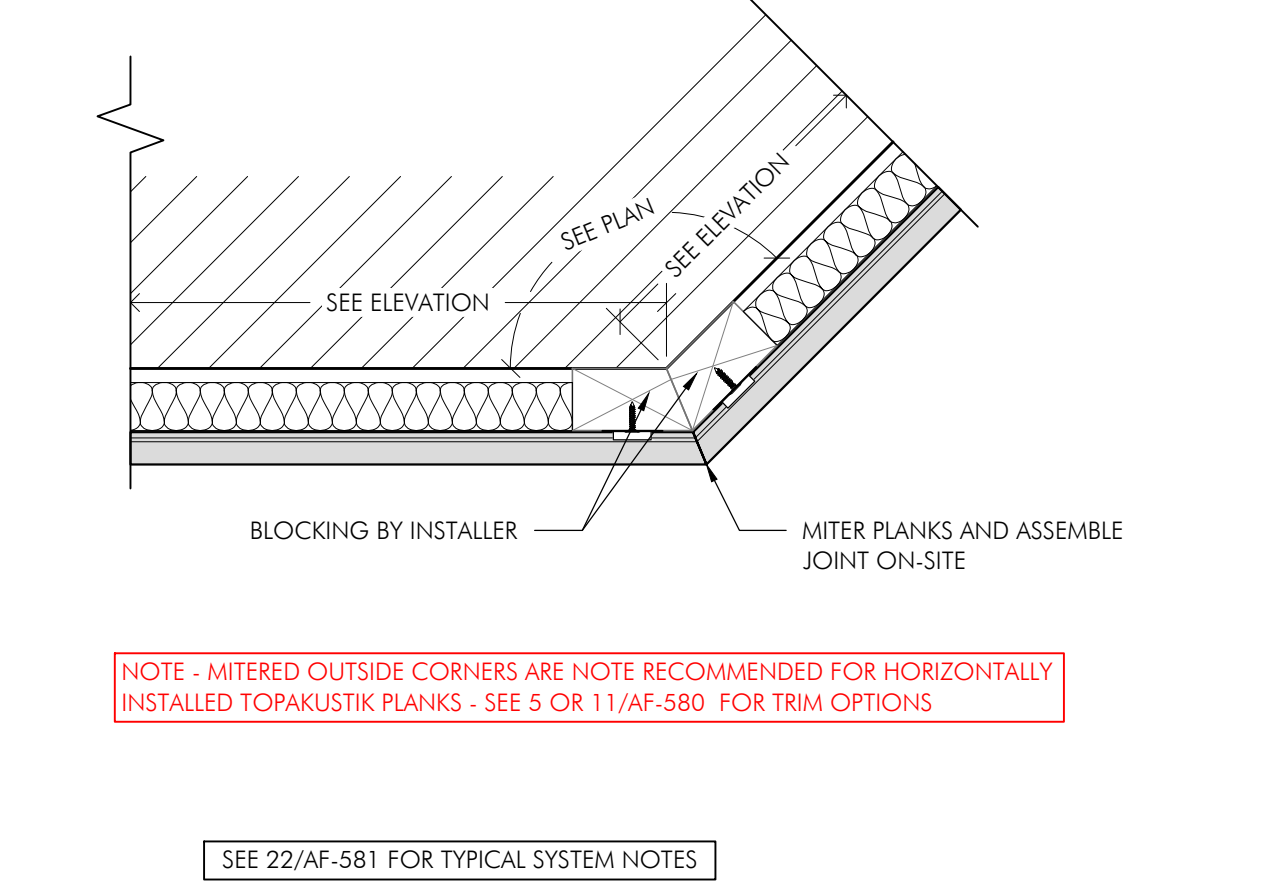 SEE PLAN
SEE ELEVATION
SEE ELEVATION
BLOCKING BY INSTALLER
MITER PLANKS AND ASSEMBLE
JOINT ON-SITE
NOTE - MITERED OUTSIDE CORNERS ARE NOTE RECOMMENDED FOR HORIZONTALLY
INSTALLED TOPAKUSTIK PLANKS - SEE 5 OR 11/AF-580 FOR TRIM OPTIONS
SEE 22/AF-581 FOR TYPICAL SYSTEM NOTES